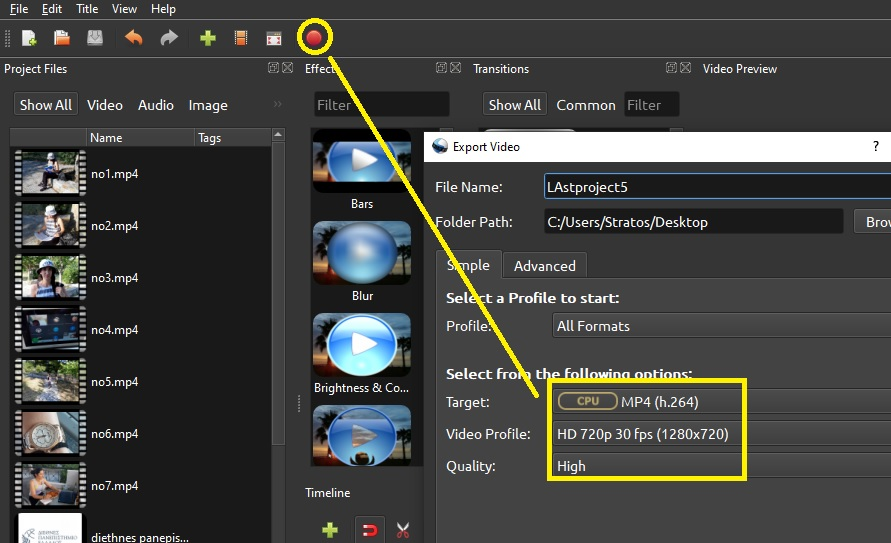 File Edit Title View Help
Project Files
Effects
Transitions
Video Preview
Show All Video Audio Image
Filter
Show All Common Filter
Name Tags
no1.mp4
no2.mp4
no3.mp4
no4.mp4
no5.mp4
no6.mp4
no7.mp4
diethnes panepis...
ΔΙΕΘΝΕΣ
ΠΑΝΕΠΙΣΤΗΜΙΟ
Bars
Blur
Brightness & Co...
Timeline
Export Video ?
File Name: LAstproject5
Folder Path: C:/Users/Stratos/Desktop Brow
Simple Advanced
Select a Profile to start:
Profile: All Formats
Select from the following options:
Target: CPU MP4 (h.264)
Video Profile: HD 720p 30 fps (1280x720)
Quality: High